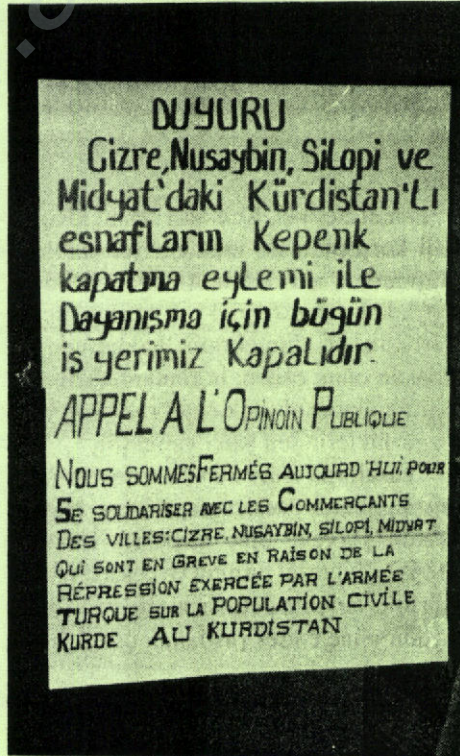 DUYURU
Cizre,Nusaybin, Silopi ve
Midyat'daki Kürdistan'Lı
esnafLarın Kepenk
kapatma eylemi ile
Dayanışma için bügün
iş yerimiz KapaLıdır.
APPEL A L'OPINOIN PUBLIQUE
NOUS SOMMES FERMÉS AUJOURD'HUI POUR
SE SOLIDARISER AVEC LES COMMERÇANTS
DES VILLES:CIZRE, NUSAYBIN, SILOPI, MIDYAT
QUI SONT EN GREVE EN RAISON DE LA
RÉPRESSION EXERCÉE PAR L'ARMÉE
TURQUE SUR LA POPULATION CIVILE
KURDE AU KURDISTAN